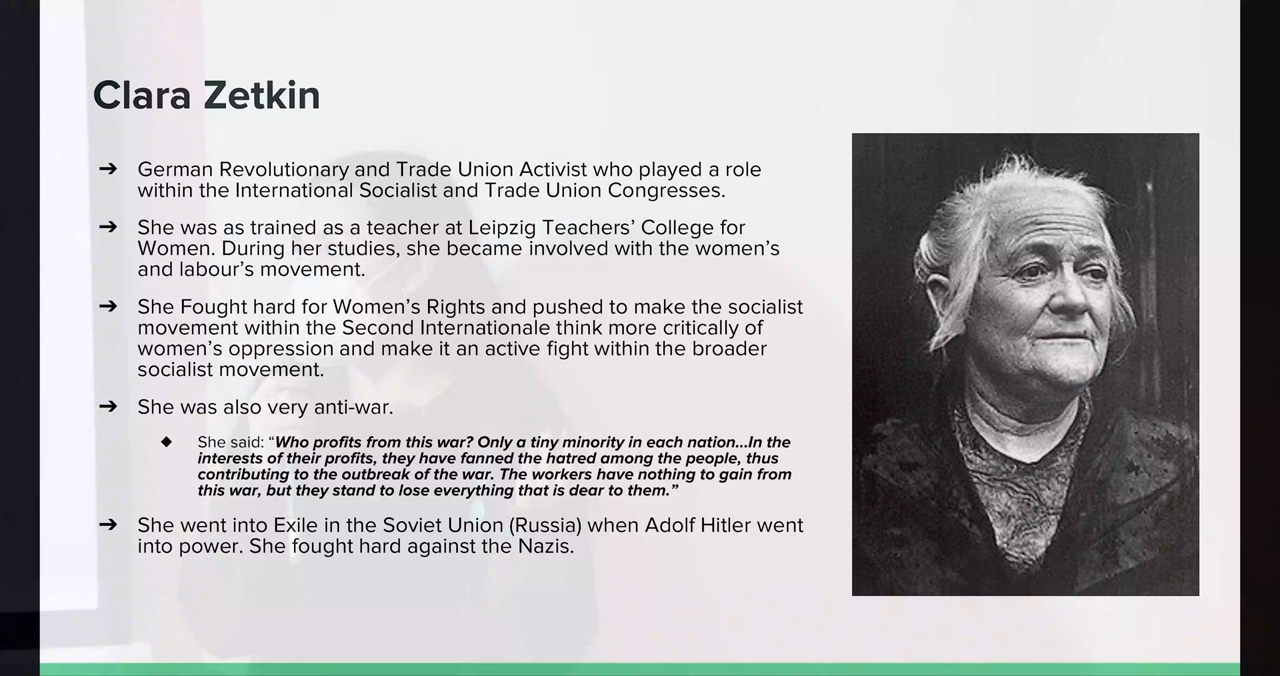 Clara Zetkin
➔ German Revolutionary and Trade Union Activist who played a role
within the International Socialist and Trade Union Congresses.
➔ She was as trained as a teacher at Leipzig Teachers’ College for
Women. During her studies, she became involved with the women’s
and labour’s movement.
➔ She Fought hard for Women’s Rights and pushed to make the socialist
movement within the Second Internationale think more critically of
women’s oppression and make it an active fight within the broader
socialist movement.
➔ She was also very anti-war.
◆ She said: “Who profits from this war? Only a tiny minority in each nation...In the
interests of their profits, they have fanned the hatred among the people, thus
contributing to the outbreak of the war. The workers have nothing to gain from
this war, but they stand to lose everything that is dear to them.”
➔ She went into Exile in the Soviet Union (Russia) when Adolf Hitler went
into power. She fought hard against the Nazis.